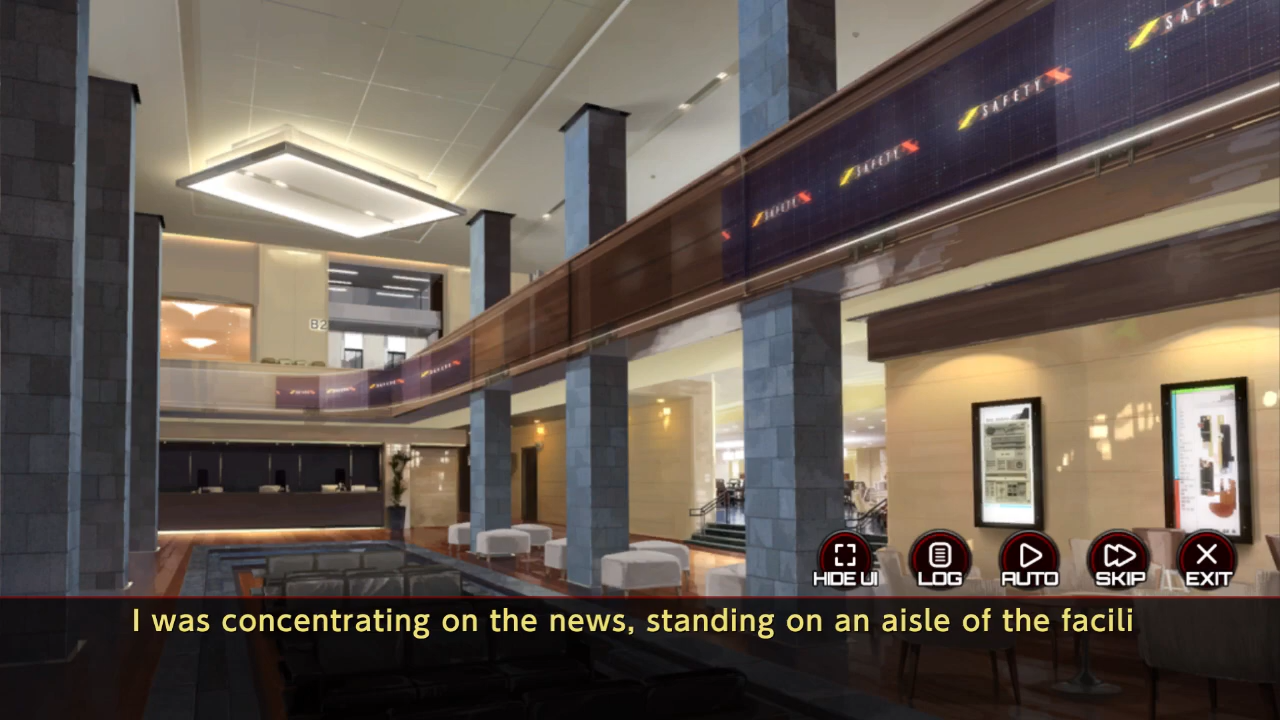 SAFETY
SAFETY
SAFETY
B2
HIDE UI
LOG
AUTO
SKIP
EXIT
I was concentrating on the news, standing on an aisle of the facili